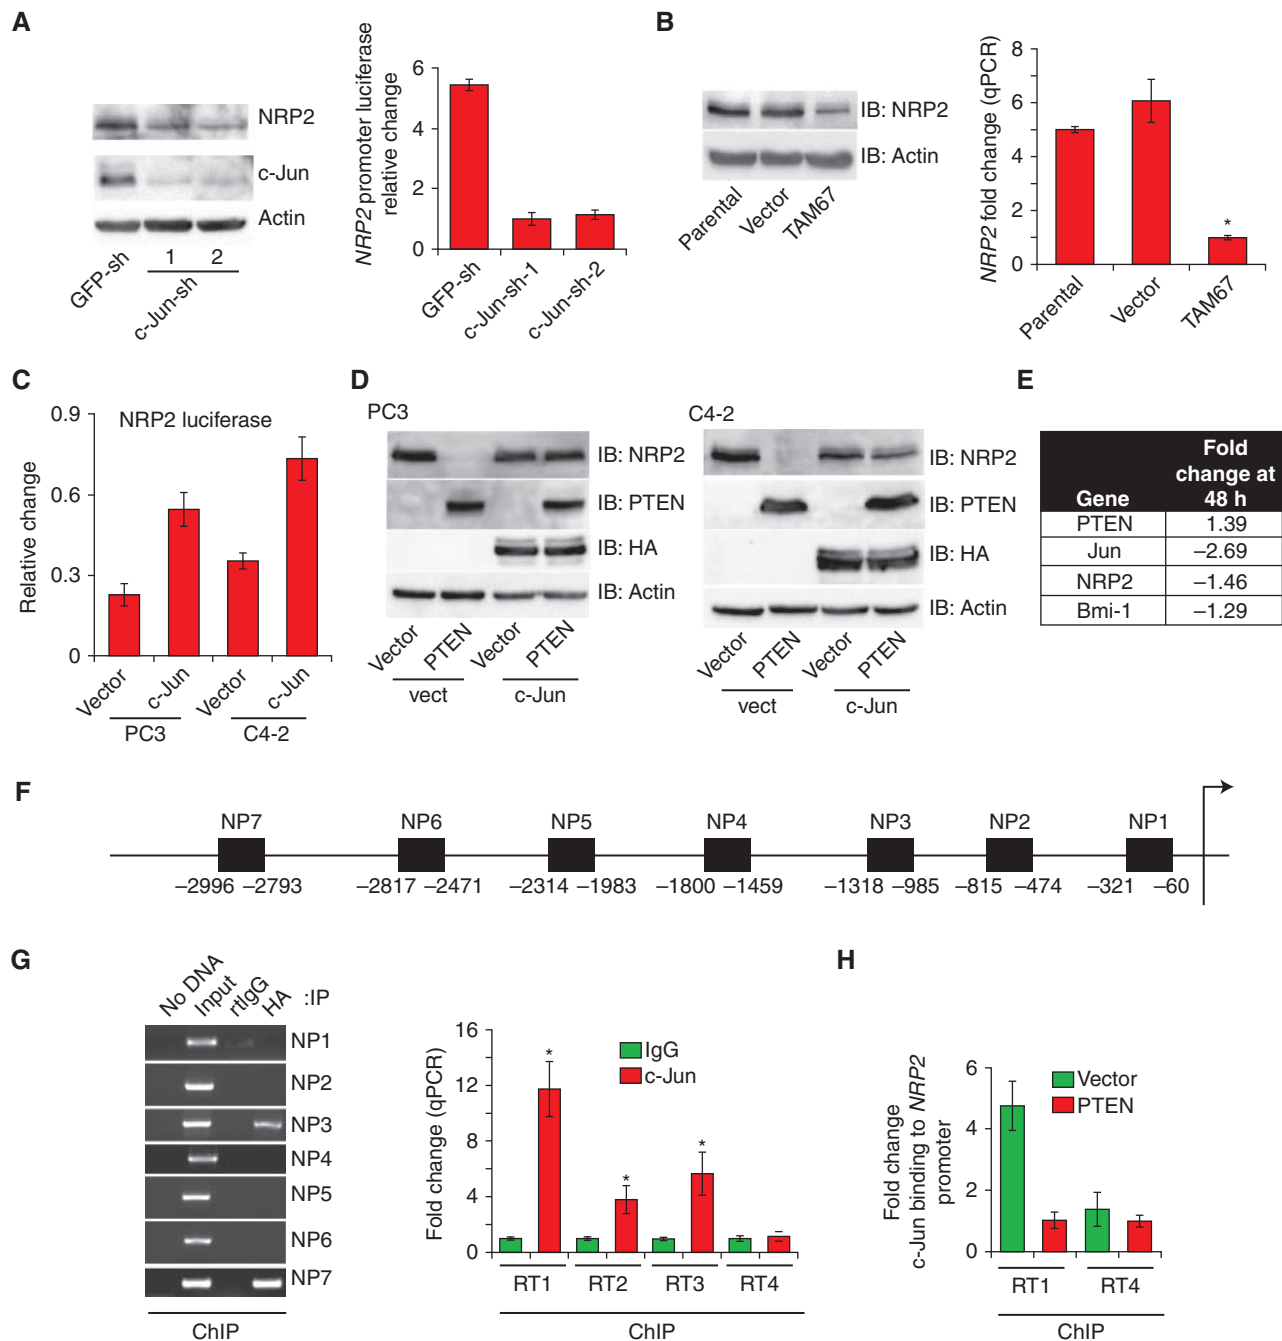 A
NRP2
c-Jun
Actin
GFP-sh
1 2
c-Jun-sh
NRP2 promoter luciferase
relative change
6
4
2
0
GFP-sh
c-Jun-sh-1
c-Jun-sh-2
B
IB: NRP2
IB: Actin
Parental
Vector
TAM67
NRP2 fold change (qPCR)
8
6
4
2
0
*
Parental
Vector
TAM67
C
NRP2 luciferase
Relative change
0.9
0.6
0.3
0
Vector
c-Jun
Vector
c-Jun
PC3
C4-2
D
PC3
IB: NRP2
IB: PTEN
IB: HA
IB: Actin
Vector
PTEN
Vector
PTEN
vect
c-Jun
C4-2
IB: NRP2
IB: PTEN
IB: HA
IB: Actin
Vector
PTEN
Vector
PTEN
vect
c-Jun
E
Gene Fold change at 48 h
PTEN 1.39
Jun –2.69
NRP2 –1.46
Bmi-1 –1.29
F
NP7 NP6 NP5 NP4 NP3 NP2 NP1
–2996 –2793 –2817 –2471 –2314 –1983 –1800 –1459 –1318 –985 –815 –474 –321 –60
G
No DNA
Input
rtIgG
HA
:IP
NP1
NP2
NP3
NP4
NP5
NP6
NP7
ChIP
Fold change (qPCR)
16
12
8
4
0
IgG
c-Jun
*
*
*
RT1 RT2 RT3 RT4
ChIP
H
Fold change
c-Jun binding to NRP2
promoter
6
4
2
0
Vector
PTEN
RT1 RT4
ChIP